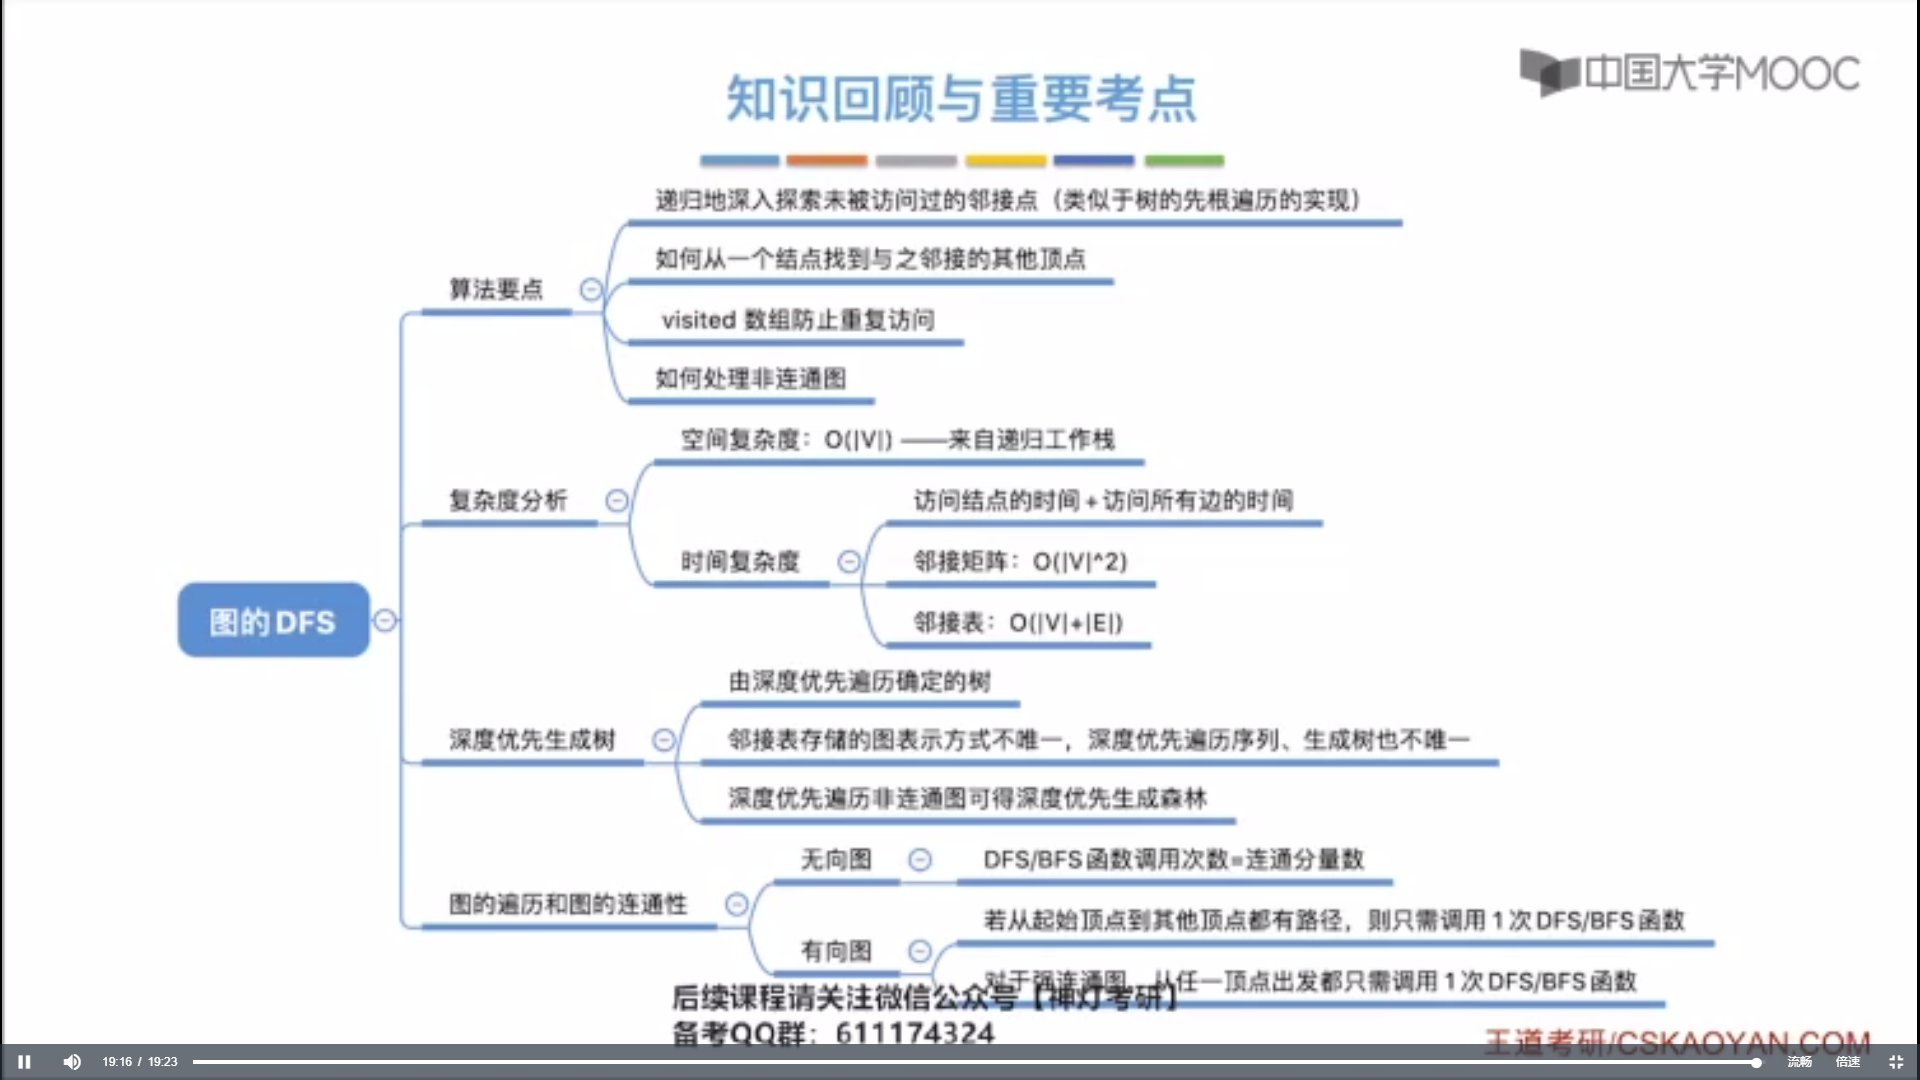 中国大学MOOC
知识回顾与重要考点
递归地深入探索未被访问过的邻接点（类似于树的先根遍历的实现）
如何从一个结点找到与之邻接的其他顶点
算法要点
visited 数组防止重复访问
如何处理非连通图
空间复杂度：O(|V|) ——来自递归工作栈
复杂度分析
访问结点的时间 + 访问所有边的时间
时间复杂度
邻接矩阵：O(|V|^2)
邻接表：O(|V|+|E|)
图的 DFS
由深度优先遍历确定的树
深度优先生成树
邻接表存储的图表示方式不唯一，深度优先遍历序列、生成树也不唯一
深度优先遍历非连通图可得深度优先生成森林
无向图
DFS/BFS 函数调用次数=连通分量数
图的遍历和图的连通性
若从起始顶点到其他顶点都有路径，则只需调用 1 次 DFS/BFS 函数
有向图
对于强连通图，从任一顶点出发都只需调用 1 次 DFS/BFS 函数
后续课程请关注微信公众号【神灯考研】
备考QQ群：611174324
王道考研/CSKAOYAN.COM
19:16 / 19:23
流畅
倍速